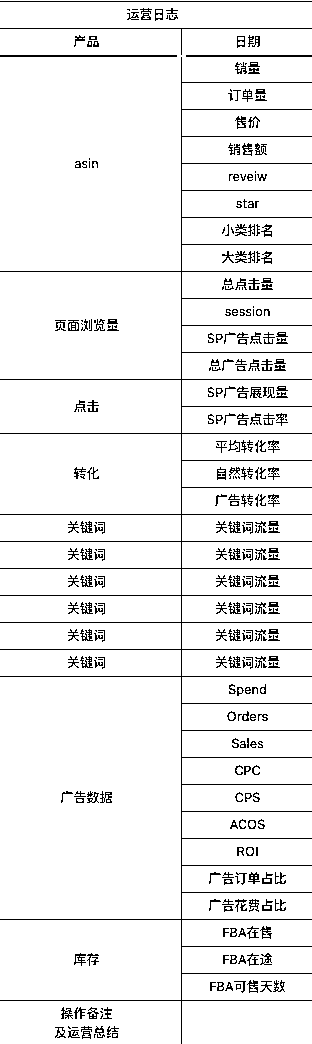 运营日志
产品 日期
asin
销量
订单量
售价
销售额
reveiw
star
小类排名
大类排名
页面浏览量
总点击量
session
SP广告点击量
总广告点击量
点击
SP广告展现量
SP广告点击率
转化
平均转化率
自然转化率
广告转化率
关键词 关键词流量
关键词 关键词流量
关键词 关键词流量
关键词 关键词流量
关键词 关键词流量
关键词 关键词流量
广告数据
Spend
Orders
Sales
CPC
CPS
ACOS
ROI
广告订单占比
广告花费占比
库存
FBA在售
FBA在途
FBA可售天数
操作备注
及运营总结